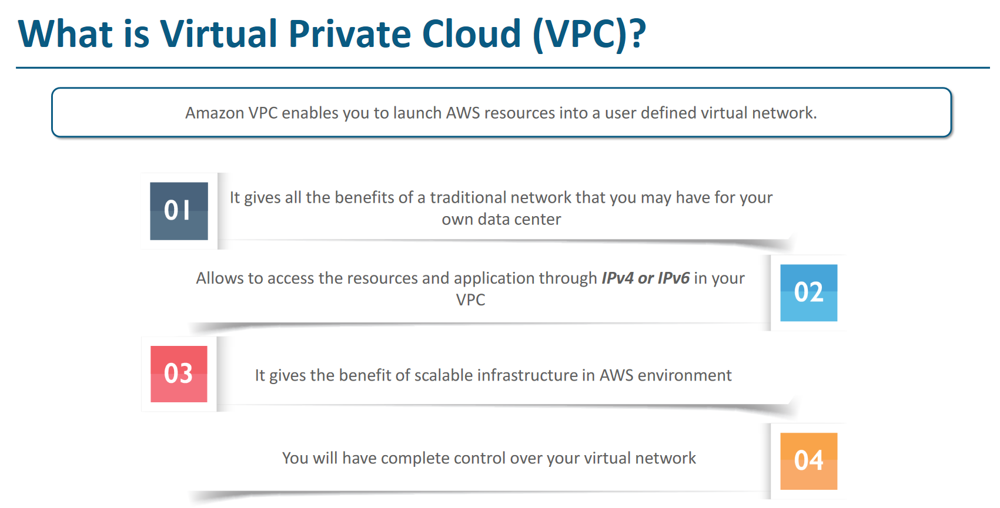 What is Virtual Private Cloud (VPC)?
Amazon VPC enables you to launch AWS resources into a user defined virtual network.
01
It gives all the benefits of a traditional network that you may have for your
own data center
Allows to access the resources and application through IPv4 or IPv6 in your
VPC
02
03
It gives the benefit of scalable infrastructure in AWS environment
You will have complete control over your virtual network
04